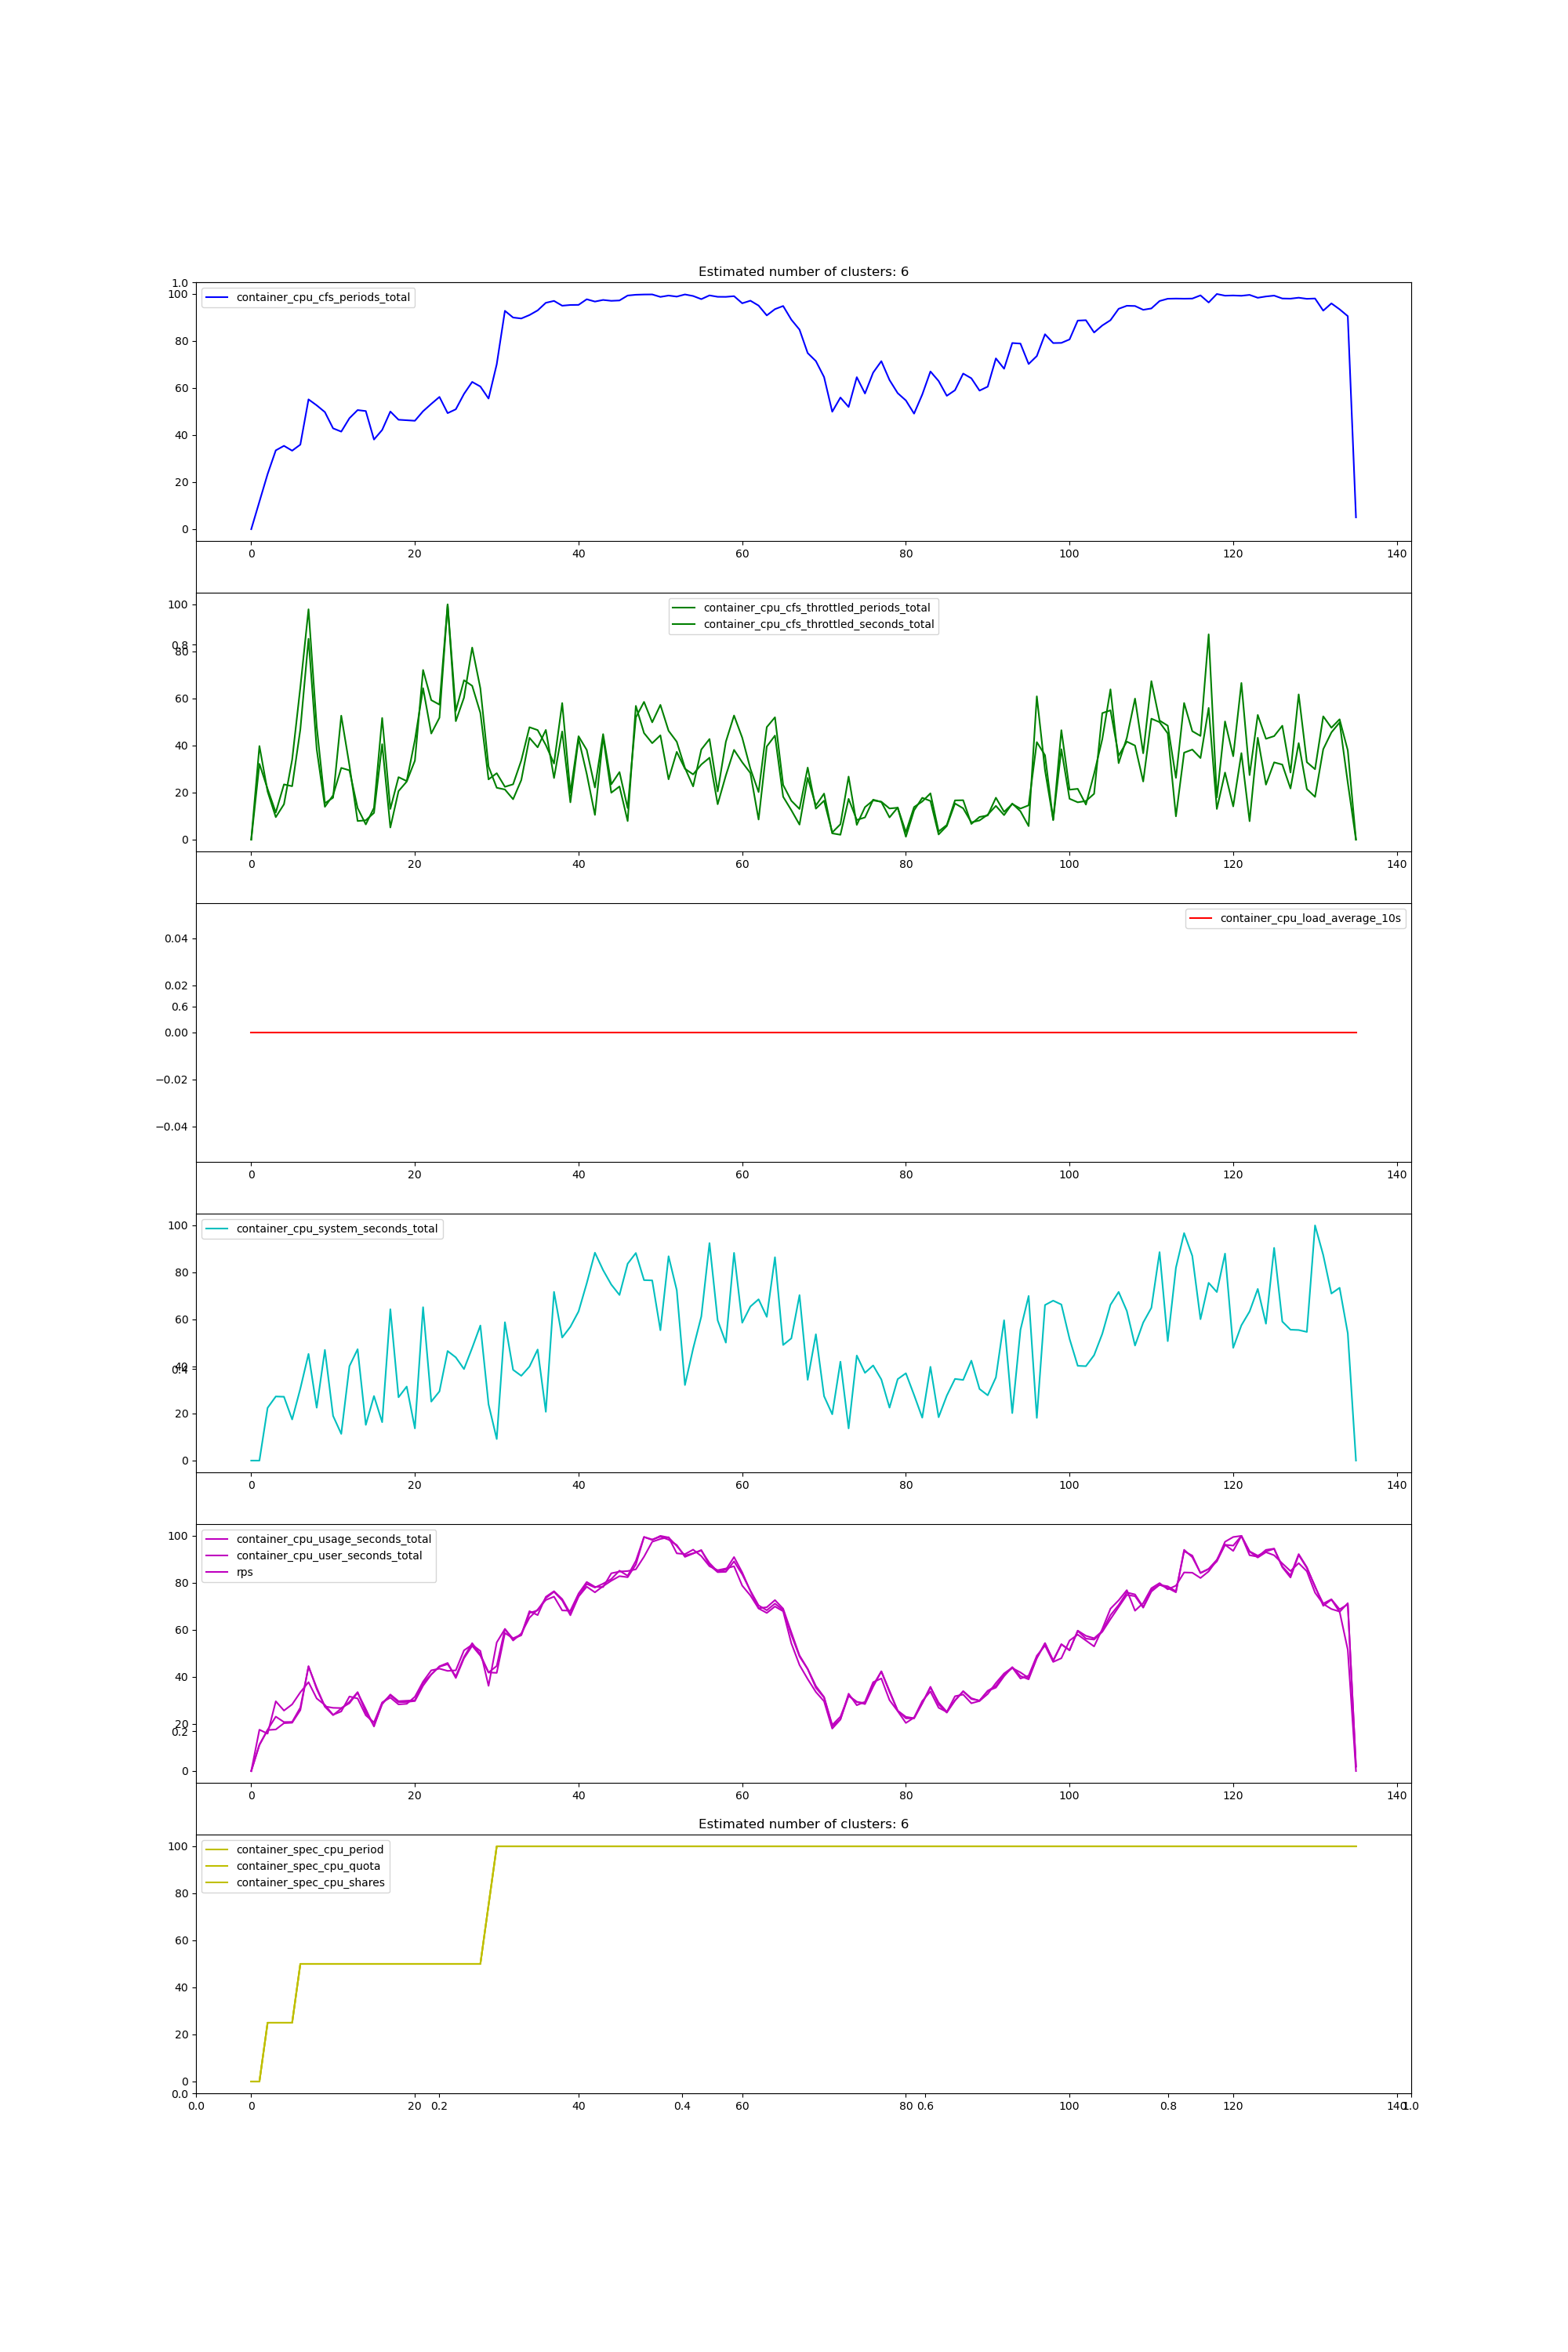 Estimated number of clusters: 6
1.0
100
80
60
40
20
0
container_cpu_cfs_periods_total
0 20 40 60 80 100 120 140
100
0.8
80
60
40
20
0
container_cpu_cfs_throttled_periods_total
container_cpu_cfs_throttled_seconds_total
0 20 40 60 80 100 120 140
container_cpu_load_average_10s
0.04
0.02
0.6
0.00
−0.02
−0.04
0 20 40 60 80 100 120 140
container_cpu_system_seconds_total
100
80
60
40
0.4
20
0
0 20 40 60 80 100 120 140
container_cpu_usage_seconds_total
container_cpu_user_seconds_total
rps
100
80
60
40
20
0.2
0
0 20 40 60 80 100 120 140
Estimated number of clusters: 6
container_spec_cpu_period
container_spec_cpu_quota
container_spec_cpu_shares
100
80
60
40
20
0
0.0
0.0 0 20 0.2 40 0.4 60 80 0.6 100 0.8 120 140 1.0